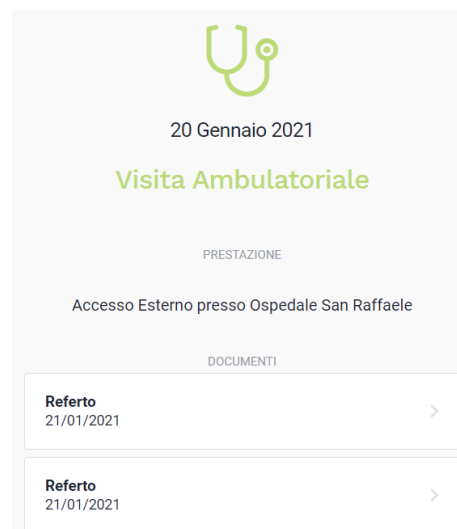 20 Gennaio 2021
Visita Ambulatoriale
PRESTAZIONE
Accesso Esterno presso Ospedale San Raffaele
DOCUMENTI
Referto
21/01/2021
Referto
21/01/2021